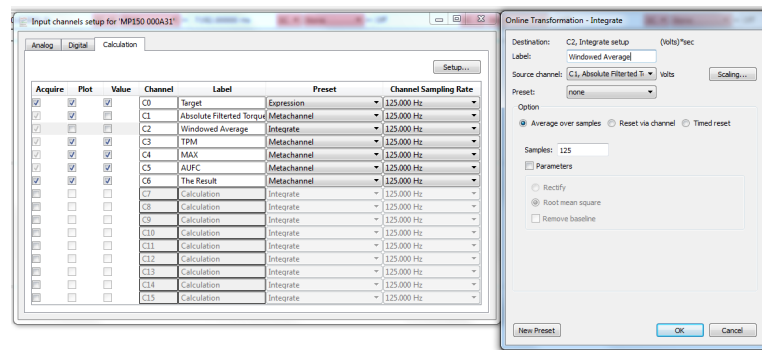 Input channels setup for 'MP150 000A31'
Analog Digital Calculation
Setup...
Acquire Plot Value Channel Label Preset Channel Sampling Rate
C0 Target Expression 125.000 Hz
C1 Absolute Filterted Torque Metachannel 125.000 Hz
C2 Windowed Average Integrate 125.000 Hz
C3 TPM Metachannel 125.000 Hz
C4 MAX Metachannel 125.000 Hz
C5 AUFC Metachannel 125.000 Hz
C6 The Result Metachannel 125.000 Hz
C7 Calculation Integrate 125.000 Hz
C8 Calculation Integrate 125.000 Hz
C9 Calculation Integrate 125.000 Hz
C10 Calculation Integrate 125.000 Hz
C11 Calculation Integrate 125.000 Hz
C12 Calculation Integrate 125.000 Hz
C13 Calculation Integrate 125.000 Hz
C14 Calculation Integrate 125.000 Hz
C15 Calculation Integrate 125.000 Hz
Online Transformation - Integrate
Destination: C2, Integrate setup (Volts)*sec
Label: Windowed Average
Source channel: C1, Absolute Filterted T Volts Scaling...
Preset: none
Option
Average over samples Reset via channel Timed reset
Samples: 125
Parameters
Rectify
Root mean square
Remove baseline
New Preset OK Cancel